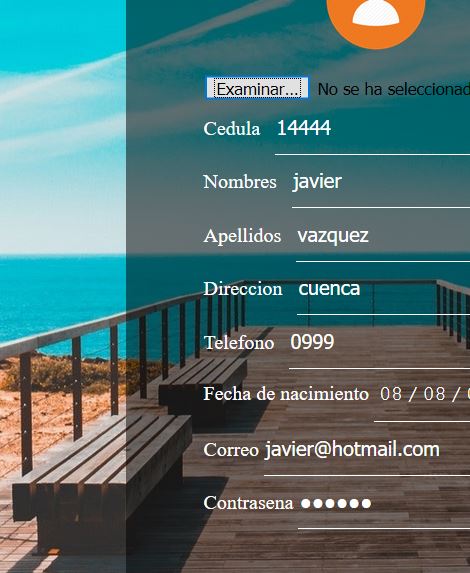 Examinar... No se ha seleccionad
Cedula 14444
Nombres javier
Apellidos vazquez
Direccion cuenca
Telefono 0999
Fecha de nacimiento 08 / 08 / 0
Correo javier@hotmail.com
Contrasena ●●●●●●